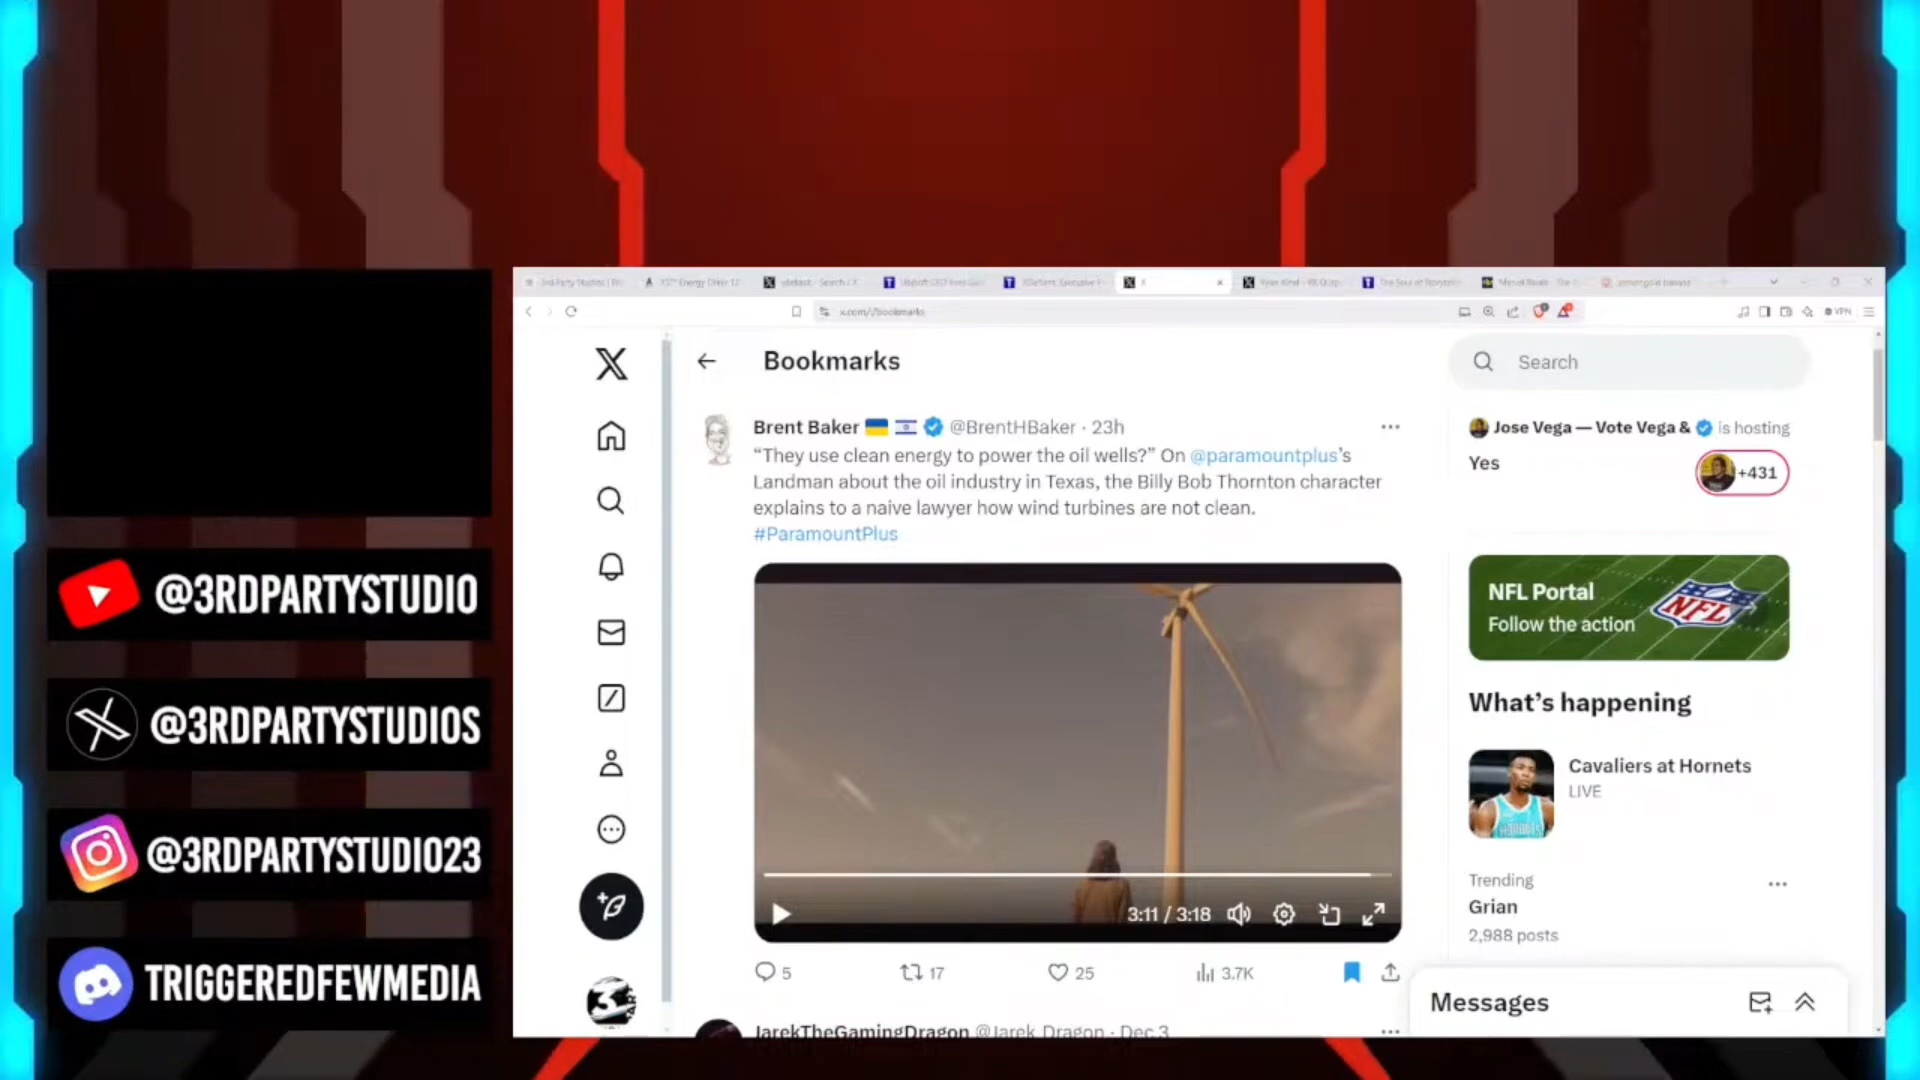 @3RDPARTYSTUDIO
@3RDPARTYSTUDIOS
@3RDPARTYSTUDIO23
TRIGGEREDFEWMEDIA
x.com/i/bookmarks
VPN
Bookmarks
Search
Brent Baker @BrentHBaker · 23h
“They use clean energy to power the oil wells?” On @paramountplus’s
Landman about the oil industry in Texas, the Billy Bob Thornton character
explains to a naive lawyer how wind turbines are not clean.
#ParamountPlus
3:11 / 3:18
5 17 25 3.7K
JarekTheGamingDragon @Jarek_Dragon · Dec 3
Jose Vega — Vote Vega & is hosting
Yes
+431
NFL Portal
Follow the action
NFL
What’s happening
Cavaliers at Hornets
LIVE
Trending
Grian
2,988 posts
Messages